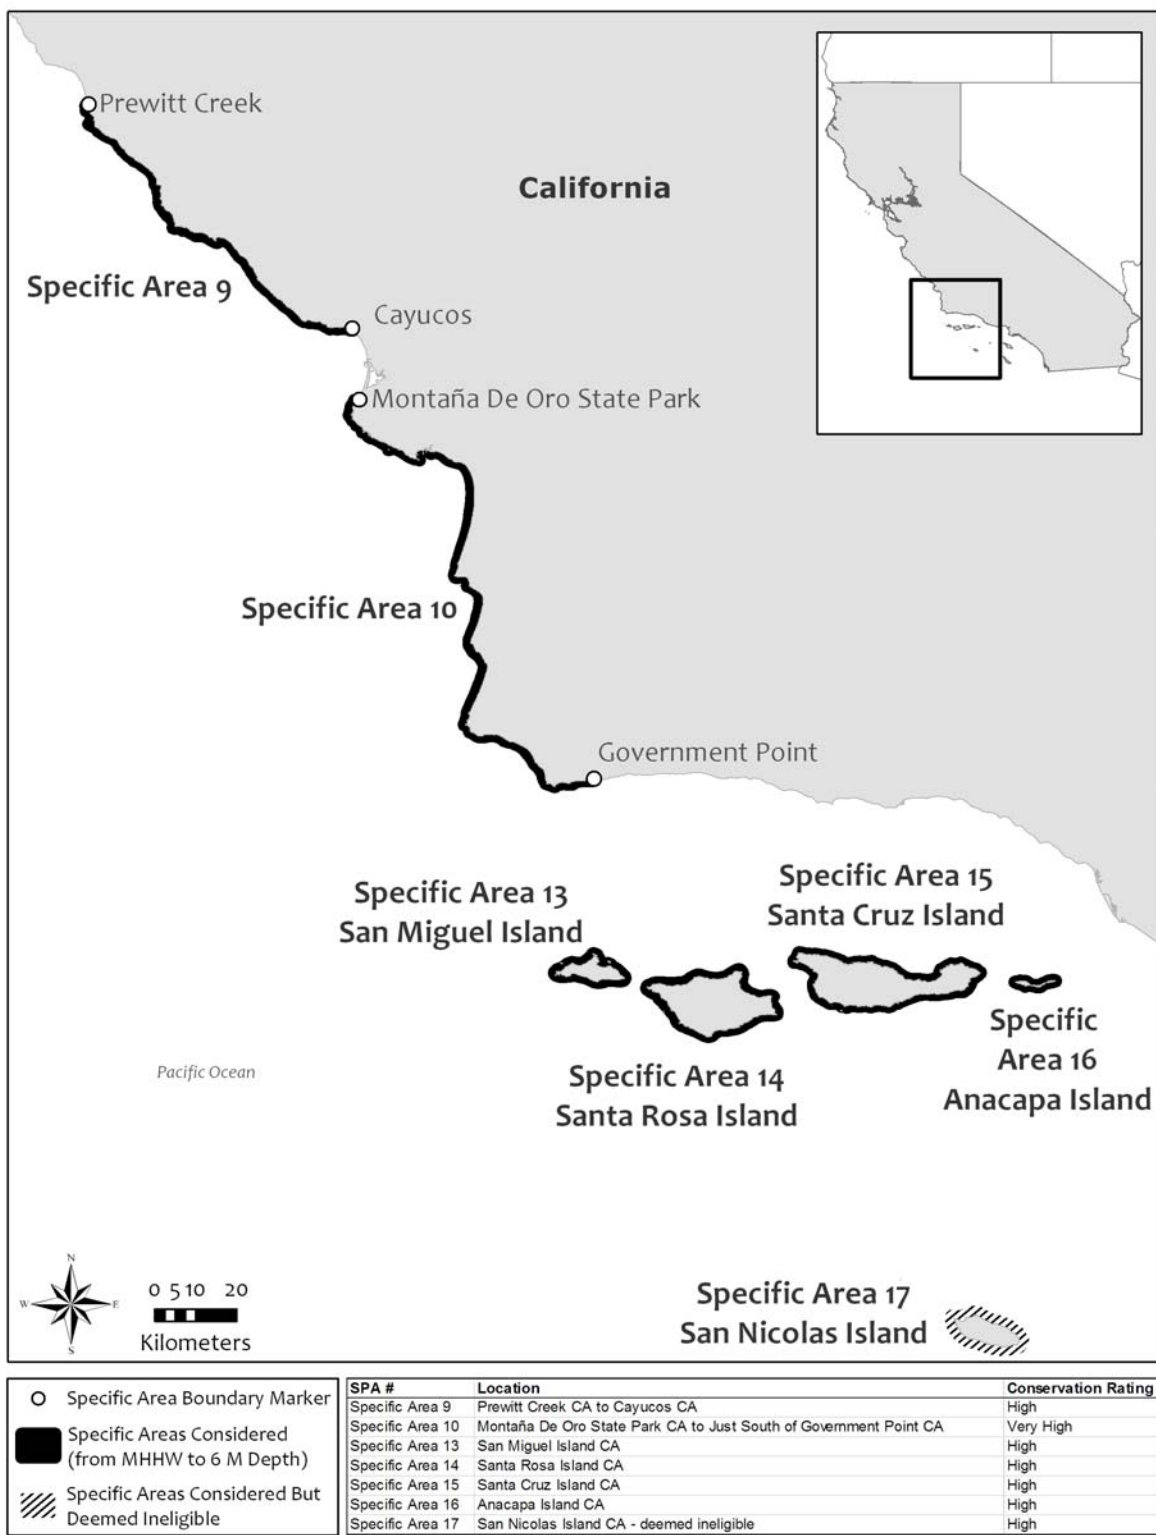 Prewitt Creek
California
Specific Area 9
Cayucos
Montaña De Oro State Park
Specific Area 10
Government Point
Specific Area 13
San Miguel Island
Specific Area 15
Santa Cruz Island
Specific
Area 16
Anacapa Island
Specific Area 14
Santa Rosa Island
Pacific Ocean
Specific Area 17
San Nicolas Island
N
W E
S
0 5 10 20
Kilometers
Specific Area Boundary Marker
Specific Areas Considered
(from MHHW to 6 M Depth)
Specific Areas Considered But
Deemed Ineligible
SPA # Location Conservation Rating
Specific Area 9 Prewitt Creek CA to Cayucos CA High
Specific Area 10 Montaña De Oro State Park CA to Just South of Government Point CA Very High
Specific Area 13 San Miguel Island CA High
Specific Area 14 Santa Rosa Island CA High
Specific Area 15 Santa Cruz Island CA High
Specific Area 16 Anacapa Island CA High
Specific Area 17 San Nicolas Island CA - deemed ineligible High